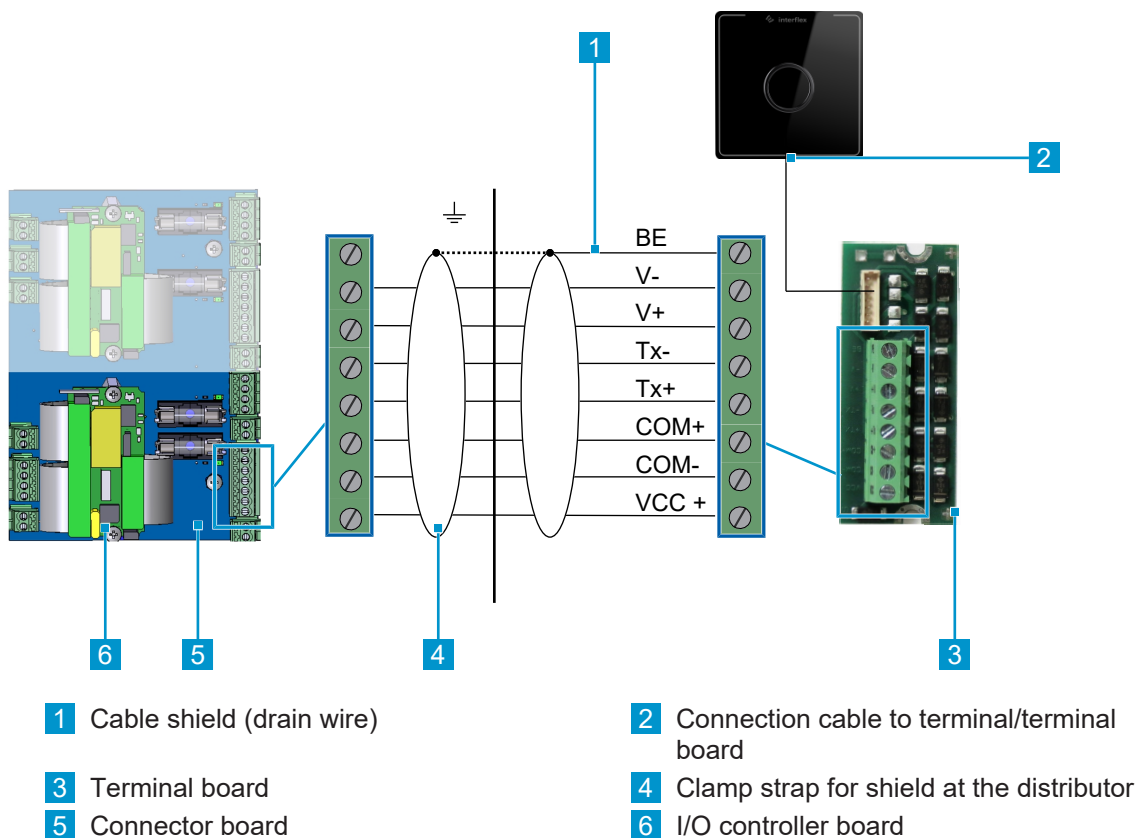 interflex
1
2
BE
V-
V+
Tx-
Tx+
COM+
COM-
VCC +
6
5
4
3
1 Cable shield (drain wire)
2 Connection cable to terminal/terminal
board
3 Terminal board
4 Clamp strap for shield at the distributor
5 Connector board
6 I/O controller board